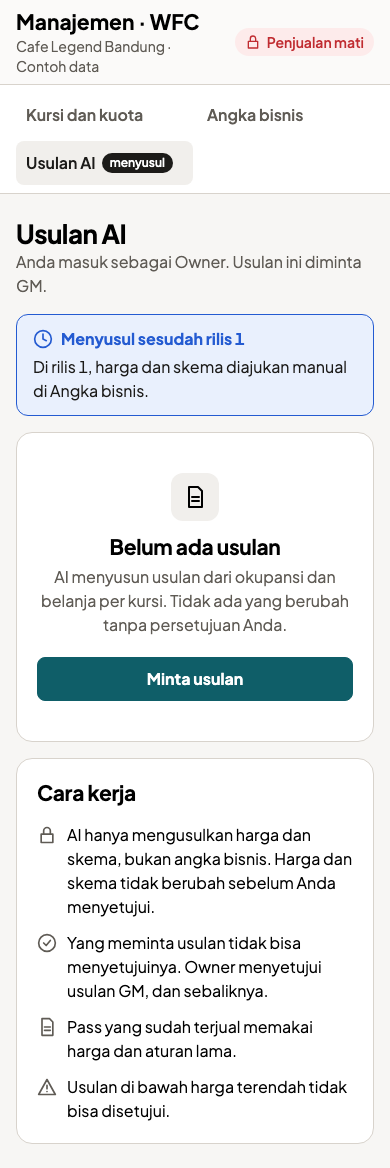 Manajemen · WFC
Cafe Legend Bandung ·
Contoh data
Penjualan mati
Kursi dan kuota
Angka bisnis
Usulan AI
menyusul
Usulan AI
Anda masuk sebagai Owner. Usulan ini diminta
GM.
Menyusul sesudah rilis 1
Di rilis 1, harga dan skema diajukan manual
di Angka bisnis.
Belum ada usulan
AI menyusun usulan dari okupansi dan
belanja per kursi. Tidak ada yang berubah
tanpa persetujuan Anda.
Minta usulan
Cara kerja
AI hanya mengusulkan harga dan
skema, bukan angka bisnis. Harga dan
skema tidak berubah sebelum Anda
menyetujui.
Yang meminta usulan tidak bisa
menyetujuinya. Owner menyetujui
usulan GM, dan sebaliknya.
Pass yang sudah terjual memakai
harga dan aturan lama.
Usulan di bawah harga terendah tidak
bisa disetujui.